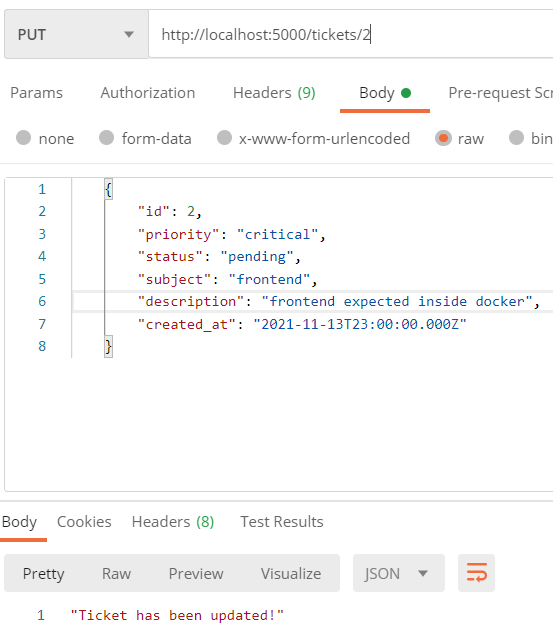 PUT http://localhost:5000/tickets/2
Params Authorization Headers (9) Body Pre-request Scr
none form-data x-www-form-urlencoded raw bin
1 {
2 "id": 2,
3 "priority": "critical",
4 "status": "pending",
5 "subject": "frontend",
6 "description": "frontend expected inside docker",
7 "created_at": "2021-11-13T23:00:00.000Z"
8 }
Body Cookies Headers (8) Test Results
Pretty Raw Preview Visualize JSON
1 "Ticket has been updated!"